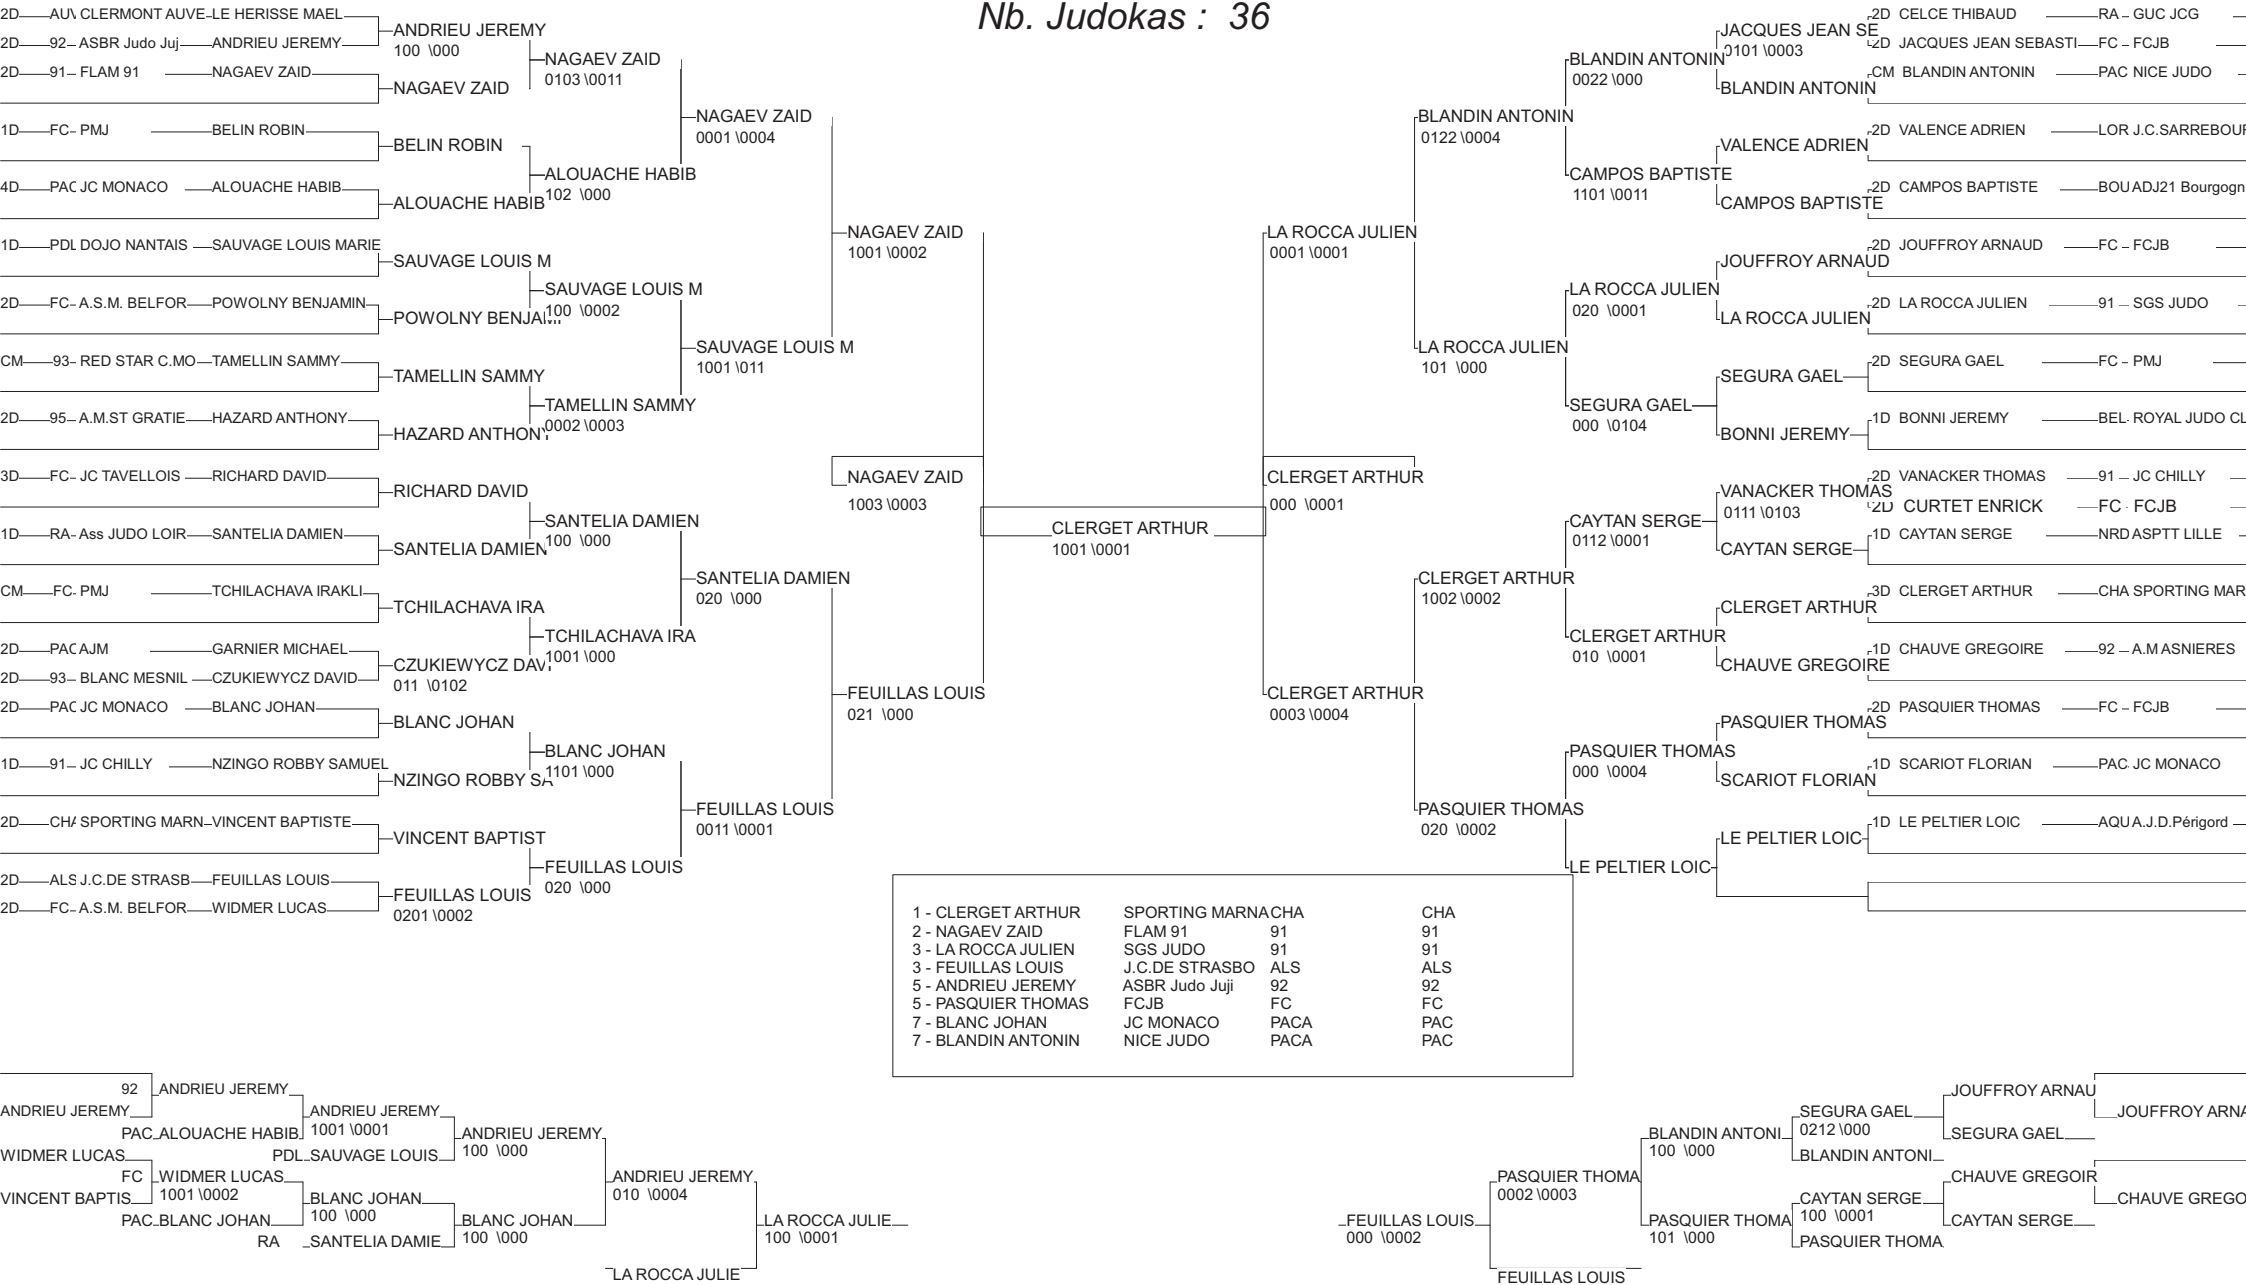 Nb. Judokas : 36
2D AUV CLERMONT AUVE LE HERISSE MAEL
2D 92 ASBR Judo Juj ANDRIEU JEREMY
2D 91 FLAM 91 NAGAEV ZAID
1D FC PMJ BELIN ROBIN
4D PAC JC MONACO ALOUACHE HABIB
1D PDL DOJO NANTAIS SAUVAGE LOUIS MARIE
2D FC A.S.M. BELFOR POWOLNY BENJAMIN
CM 93 RED STAR C.MO TAMELLIN SAMMY
2D 95 A.M.ST GRATIE HAZARD ANTHONY
3D FC JC TAVELLOIS RICHARD DAVID
1D RA Ass JUDO LOIR SANTELIA DAMIEN
CM FC PMJ TCHILACHAVA IRAKLI
2D PAC AJM GARNIER MICHAEL
2D 93 BLANC MESNIL CZUKIEWYCZ DAVID
2D PAC JC MONACO BLANC JOHAN
1D 91 JC CHILLY NZINGO ROBBY SAMUEL
2D CHA SPORTING MARN VINCENT BAPTISTE
2D ALS J.C.DE STRASB FEUILLAS LOUIS
2D FC A.S.M. BELFOR WIDMER LUCAS
ANDRIEU JEREMY
100 \000
NAGAEV ZAID
BELIN ROBIN
ALOUACHE HABIB
SAUVAGE LOUIS M
POWOLNY BENJAMI
TAMELLIN SAMMY
HAZARD ANTHONY
RICHARD DAVID
SANTELIA DAMIEN
TCHILACHAVA IRA
CZUKIEWYCZ DAVI
011 \0102
BLANC JOHAN
NZINGO ROBBY SA
VINCENT BAPTIST
FEUILLAS LOUIS
0201 \0002
NAGAEV ZAID
0103 \0011
ALOUACHE HABIB
102 \000
SAUVAGE LOUIS M
100 \0002
TAMELLIN SAMMY
0002 \0003
SANTELIA DAMIEN
100 \000
TCHILACHAVA IRA
1001 \000
BLANC JOHAN
1101 \000
FEUILLAS LOUIS
020 \000
NAGAEV ZAID
0001 \0004
SAUVAGE LOUIS M
1001 \011
SANTELIA DAMIEN
020 \000
FEUILLAS LOUIS
0011 \0001
NAGAEV ZAID
1001 \0002
FEUILLAS LOUIS
021 \000
NAGAEV ZAID
1003 \0003
CLERGET ARTHUR
1001 \0001
CLERGET ARTHUR
000 \0001
LA ROCCA JULIEN
0001 \0001
CLERGET ARTHUR
0003 \0004
BLANDIN ANTONIN
0122 \0004
LA ROCCA JULIEN
101 \000
CLERGET ARTHUR
1002 \0002
PASQUIER THOMAS
020 \0002
BLANDIN ANTONIN
0022 \000
CAMPOS BAPTISTE
1101 \0011
LA ROCCA JULIEN
020 \0001
SEGURA GAEL
000 \0104
CAYTAN SERGE
0112 \0001
CLERGET ARTHUR
010 \0001
PASQUIER THOMAS
000 \0004
LE PELTIER LOIC
JACQUES JEAN SE
0101 \0003
BLANDIN ANTONIN
VALENCE ADRIEN
CAMPOS BAPTISTE
JOUFFROY ARNAUD
LA ROCCA JULIEN
SEGURA GAEL
BONNI JEREMY
VANACKER THOMAS
0111 \0103
CAYTAN SERGE
CLERGET ARTHUR
CHAUVE GREGOIRE
PASQUIER THOMAS
SCARIOT FLORIAN
LE PELTIER LOIC
2D CELCE THIBAUD RA GUC JCG
2D JACQUES JEAN SEBASTI FC FCJB
CM BLANDIN ANTONIN PAC NICE JUDO
2D VALENCE ADRIEN LOR J.C.SARREBOUR
2D CAMPOS BAPTISTE BOU ADJ21 Bourgogn
2D JOUFFROY ARNAUD FC FCJB
2D LA ROCCA JULIEN 91 SGS JUDO
2D SEGURA GAEL FC PMJ
1D BONNI JEREMY BEL ROYAL JUDO CL
2D VANACKER THOMAS 91 JC CHILLY
2D CURTET ENRICK FC FCJB
1D CAYTAN SERGE NRD ASPTT LILLE
3D CLERGET ARTHUR CHA SPORTING MAR
1D CHAUVE GREGOIRE 92 A.M ASNIERES
2D PASQUIER THOMAS FC FCJB
1D SCARIOT FLORIAN PAC JC MONACO
1D LE PELTIER LOIC AQU A.J.D.Périgord
1 - CLERGET ARTHUR SPORTING MARNA CHA CHA
2 - NAGAEV ZAID FLAM 91 91 91
3 - LA ROCCA JULIEN SGS JUDO 91 91
3 - FEUILLAS LOUIS J.C.DE STRASBO ALS ALS
5 - ANDRIEU JEREMY ASBR Judo Juji 92 92
5 - PASQUIER THOMAS FCJB FC FC
7 - BLANC JOHAN JC MONACO PACA PAC
7 - BLANDIN ANTONIN NICE JUDO PACA PAC
ANDRIEU JEREMY
WIDMER LUCAS
VINCENT BAPTIS
92 ANDRIEU JEREMY
PAC ALOUACHE HABIB
FC WIDMER LUCAS
1001 \0002
PAC BLANC JOHAN
ANDRIEU JEREMY
1001 \0001
PDL SAUVAGE LOUIS
BLANC JOHAN
100 \000
RA SANTELIA DAMIE
ANDRIEU JEREMY
100 \000
BLANC JOHAN
100 \000
ANDRIEU JEREMY
010 \0004
LA ROCCA JULIE
LA ROCCA JULIE
100 \0001
FEUILLAS LOUIS
000 \0002
PASQUIER THOMA
0002 \0003
FEUILLAS LOUIS
BLANDIN ANTONI
100 \000
PASQUIER THOMA
101 \000
SEGURA GAEL
0212 \000
BLANDIN ANTONI
CAYTAN SERGE
100 \0001
PASQUIER THOMA
JOUFFROY ARNAU
SEGURA GAEL
CHAUVE GREGOIR
CAYTAN SERGE
JOUFFROY ARNA
CHAUVE GREGO